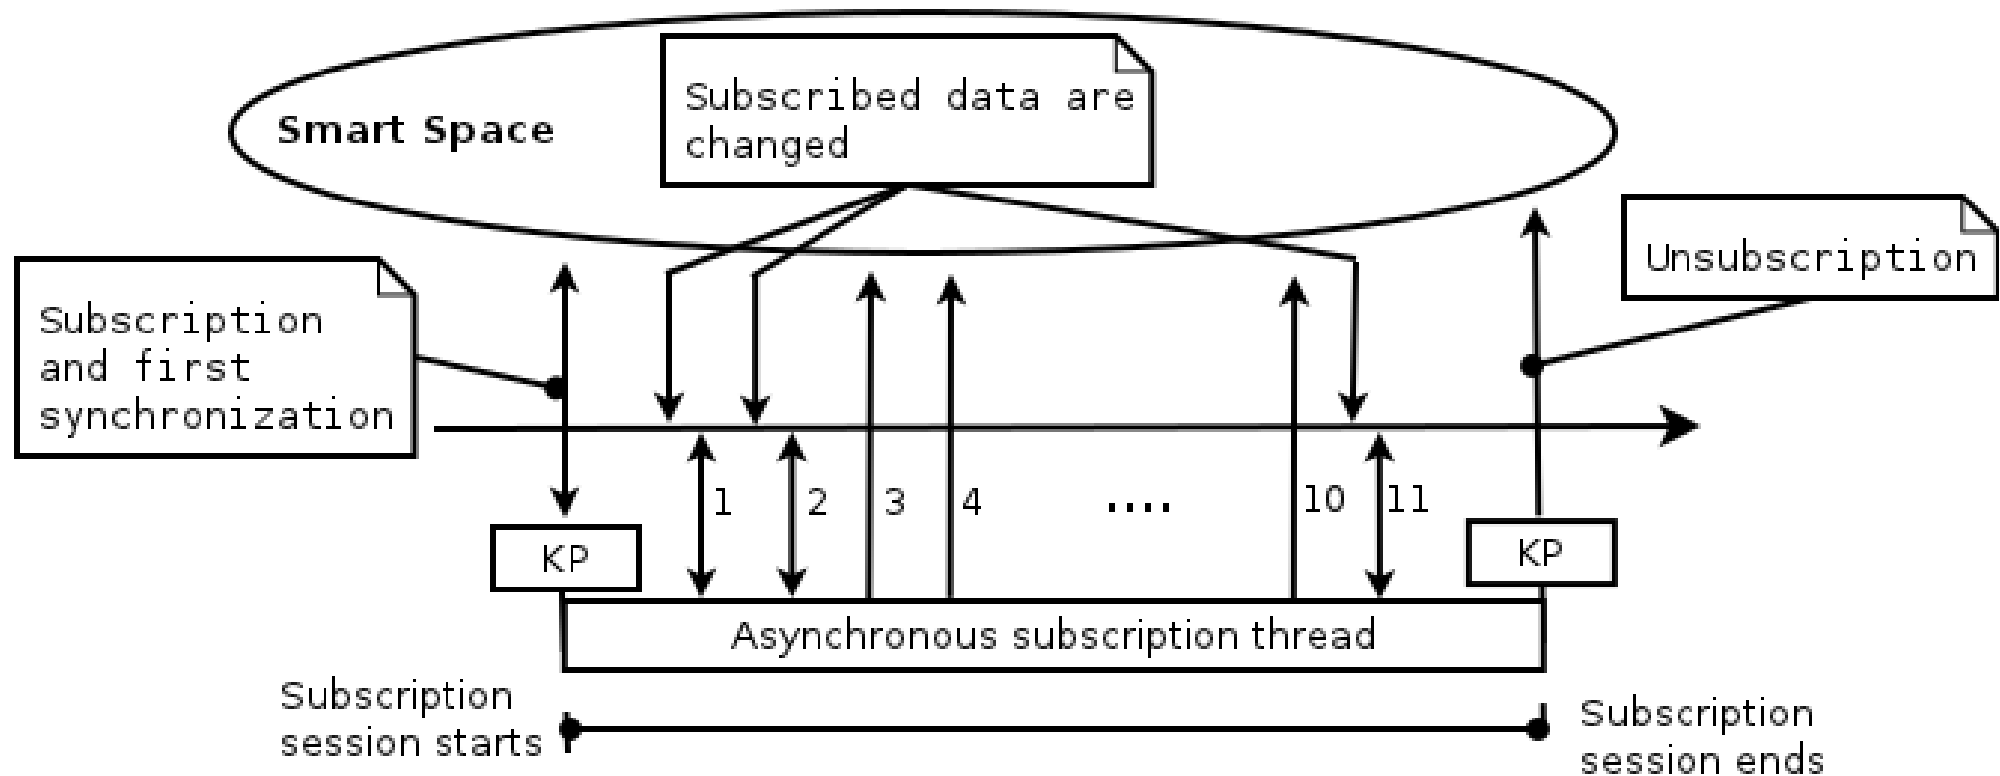 Smart Space
Subscribed data are
changed
Unsubscription
Subscription
and first
synchronization
1
2
3
4
....
10
11
KP
KP
Asynchronous subscription thread
Subscription
session starts
Subscription
session ends